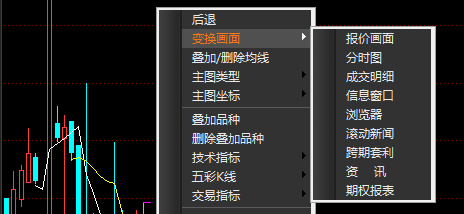 后退
变换画面
叠加/删除均线
主图类型
主图坐标
叠加品种
删除叠加品种
技术指标
五彩K线
交易指标
报价画面
分时图
成交明细
信息窗口
浏览器
滚动新闻
跨期套利
资 讯
期权报表